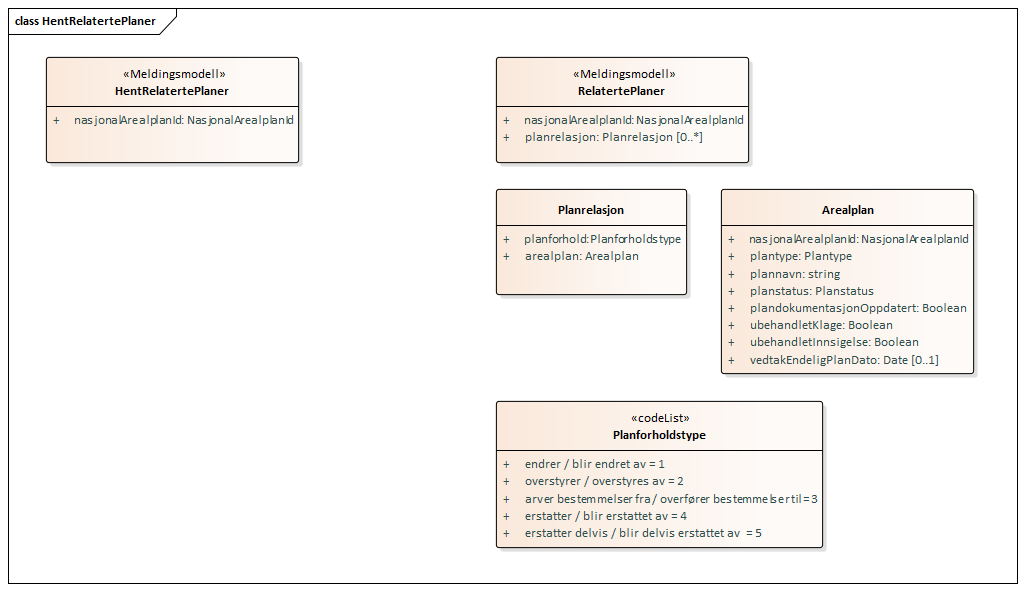 class HentRelatertePlaner
«Meldingsmodell»
HentRelatertePlaner
+ nasjonalArealplanId: NasjonalArealplanId
«Meldingsmodell»
RelatertePlaner
+ nasjonalArealplanId: NasjonalArealplanId
+ planrelasjon: Planrelasjon [0..*]
Planrelasjon
+ planforhold:Planforholdstype
+ arealplan: Arealplan
Arealplan
+ nasjonalArealplanId: NasjonalArealplanId
+ plantype: Plantype
+ plannavn: string
+ planstatus: Planstatus
+ plandokumentasjonOppdatert: Boolean
+ ubehandletKlage: Boolean
+ ubehandletInnsigelse: Boolean
+ vedtakEndeligPlanDato: Date [0..1]
«codeList»
Planforholdstype
+ endrer / blir endret av = 1
+ overstyrer / overstyres av = 2
+ arver bestemmelser fra/ overfører bestemmelser til = 3
+ erstatter / blir erstattet av = 4
+ erstatter delvis / blir delvis erstattet av = 5